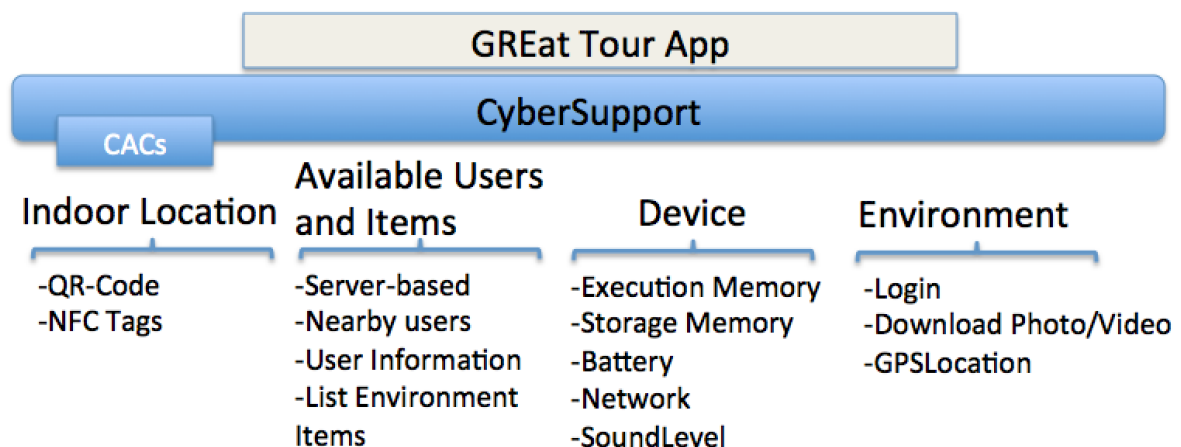 GREat Tour App
CyberSupport
CACs
Indoor Location
-QR-Code
-NFC Tags
Available Users
and Items
-Server-based
-Nearby users
-User Information
-List Environment
Items
Device
-Execution Memory
-Storage Memory
-Battery
-Network
-SoundLevel
Environment
-Login
-Download Photo/Video
-GPSLocation